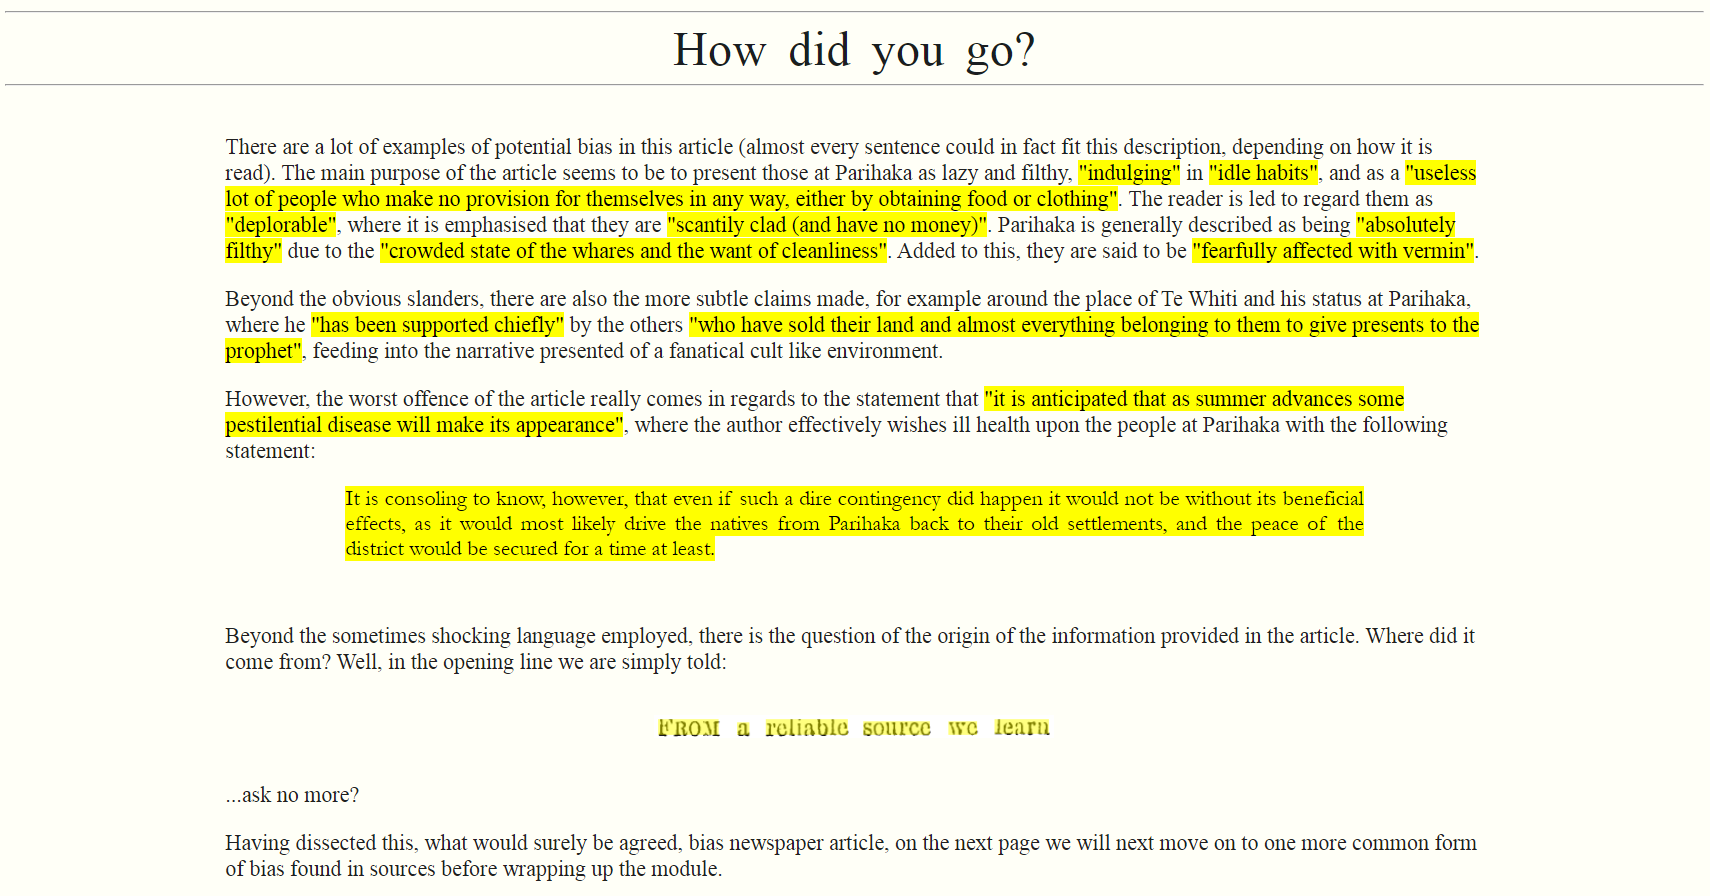 How did you go?
There are a lot of examples of potential bias in this article (almost every sentence could in fact fit this description, depending on how it is
read). The main purpose of the article seems to be to present those at Parihaka as lazy and filthy, "indulging" in "idle habits", and as a "useless
lot of people who make no provision for themselves in any way, either by obtaining food or clothing". The reader is led to regard them as
"deplorable", where it is emphasised that they are "scantily clad (and have no money)". Parihaka is generally described as being "absolutely
filthy" due to the "crowded state of the whares and the want of cleanliness". Added to this, they are said to be "fearfully affected with vermin".
Beyond the obvious slanders, there are also the more subtle claims made, for example around the place of Te Whiti and his status at Parihaka,
where he "has been supported chiefly" by the others "who have sold their land and almost everything belonging to them to give presents to the
prophet", feeding into the narrative presented of a fanatical cult like environment.
However, the worst offence of the article really comes in regards to the statement that "it is anticipated that as summer advances some
pestilential disease will make its appearance", where the author effectively wishes ill health upon the people at Parihaka with the following
statement:
It is consoling to know, however, that even if such a dire contingency did happen it would not be without its beneficial
effects, as it would most likely drive the natives from Parihaka back to their old settlements, and the peace of the
district would be secured for a time at least.
Beyond the sometimes shocking language employed, there is the question of the origin of the information provided in the article. Where did it
come from? Well, in the opening line we are simply told:
FROM a reliable source we learn
...ask no more?
Having dissected this, what would surely be agreed, bias newspaper article, on the next page we will next move on to one more common form
of bias found in sources before wrapping up the module.